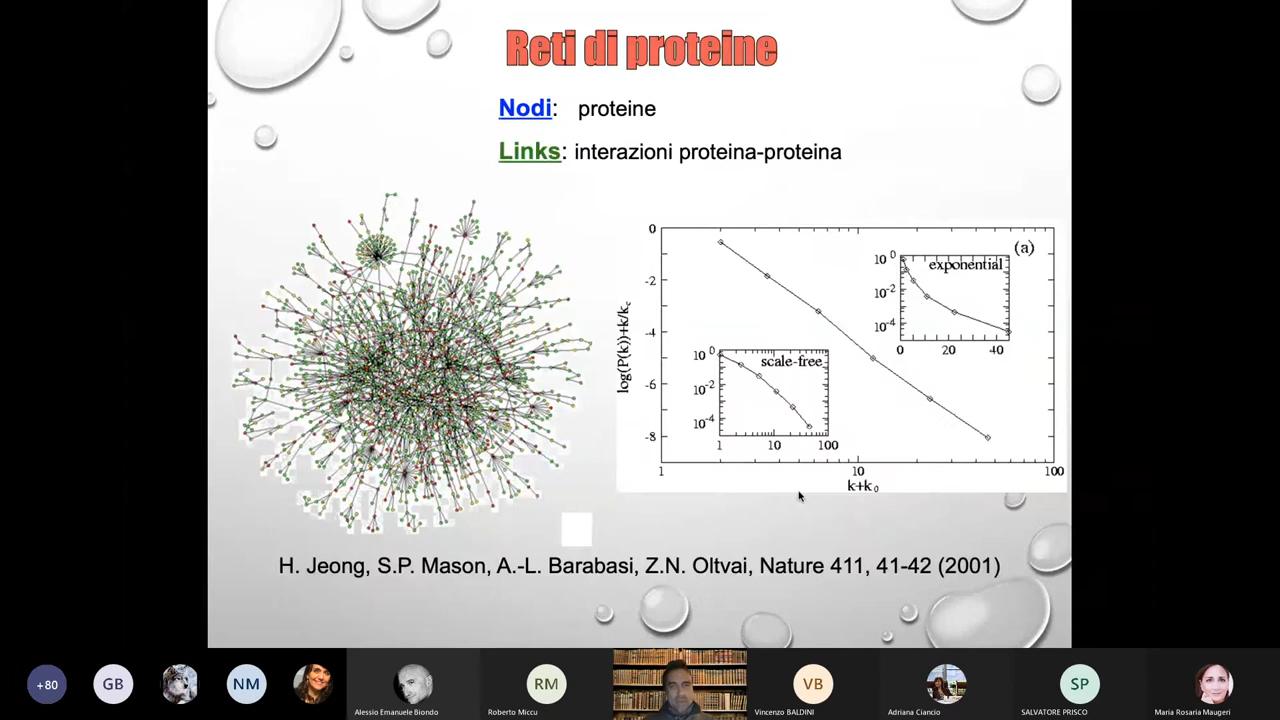 Reti di proteine
Nodi: proteine
Links: interazioni proteina-proteina
0
-2
-4
-6
-8
log(P(k))+k/k_c
1
10
100
k+k_0
(a)
exponential
10^0
10^-2
10^-4
0
20
40
scale-free
10^0
10^-2
10^-4
1
10
100
H. Jeong, S.P. Mason, A.-L. Barabasi, Z.N. Oltvai, Nature 411, 41-42 (2001)
+80
GB
NM
Alessio Emanuele Biondo
RM
Roberto Miccu
VB
Vincenzo BALDINI
Adriana Ciancio
SP
SALVATORE PRISCO
Maria Rosaria Maugeri